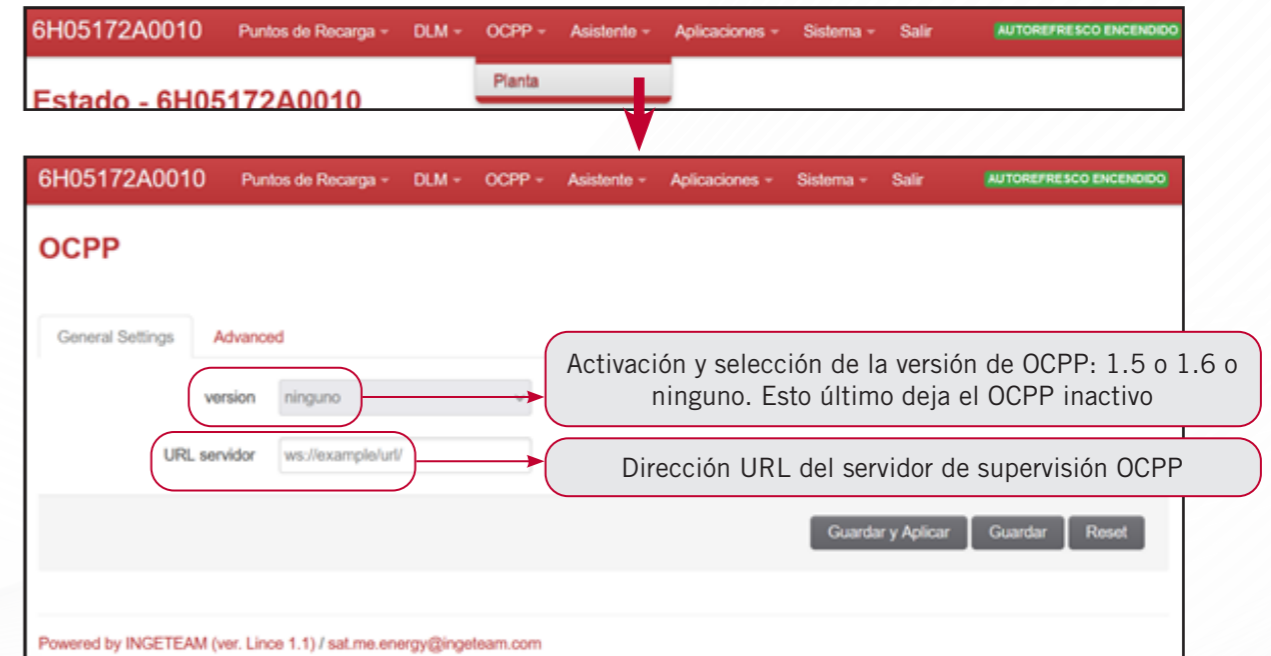 6H05172A0010 Puntos de Recarga DLM OCPP Asistente Aplicaciones Sistema Salir AUTOREFRESCO ENCENDIDO
Planta
Estado - 6H05172A0010
6H05172A0010 Puntos de Recarga DLM OCPP Asistente Aplicaciones Sistema Salir AUTOREFRESCO ENCENDIDO
OCPP
General Settings Advanced
Activación y selección de la versión de OCPP: 1.5 o 1.6 o
ninguno. Esto último deja el OCPP inactivo
version ninguno
URL servidor ws://example/url/
Dirección URL del servidor de supervisión OCPP
Guardar y Aplicar Guardar Reset
Powered by INGETEAM (ver. Lince 1.1) / sat.me.energy@ingeteam.com